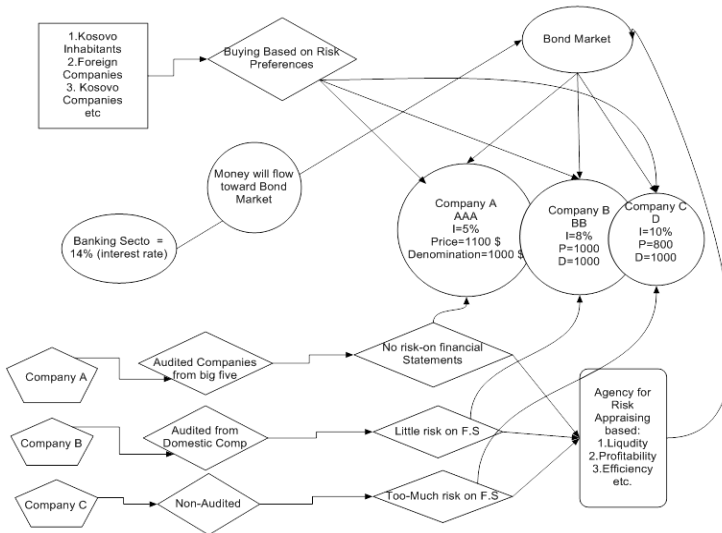 1.Kosovo
Inhabitants
2.Foreign
Companies
3. Kosovo
Companies
etc
Buying Based on Risk
Preferences
Bond Market
Money will flow
toward Bond
Market
Banking Secto =
14% (interest rate)
Company A
AAA
I=5%
Price=1100 $
Denomination=1000 $
Company B
BB
I=8%
P=1000
D=1000
Company C
D
I=10%
P=800
D=1000
Company A
Audited Companies
from big five
No risk-on financial
Statements
Company B
Audited from
Domestic Comp
Little risk on F.S
Company C
Non-Audited
Too-Much risk on F.S
Agency for
Risk
Appraising
based:
1.Liqudity
2.Profitability
3.Efficiency
etc.